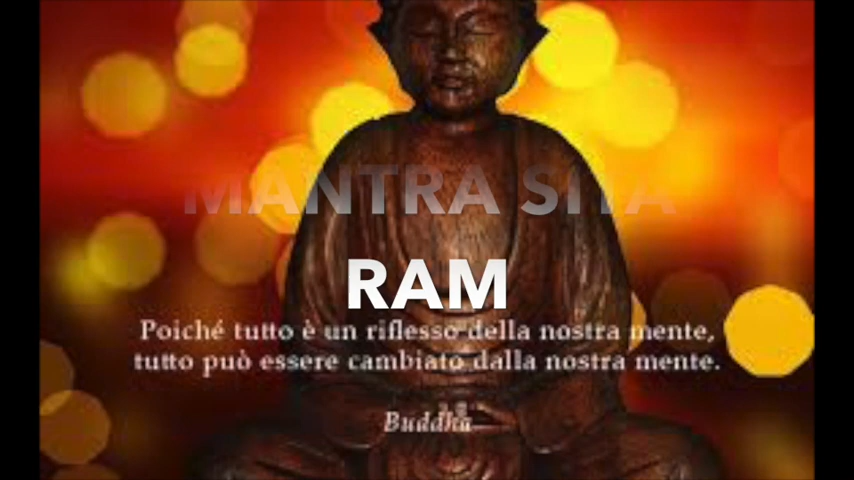 MANTRA SITA
RAM
Poiché tutto è un riflesso della nostra mente,
tutto può essere cambiato dalla nostra mente.
Buddha